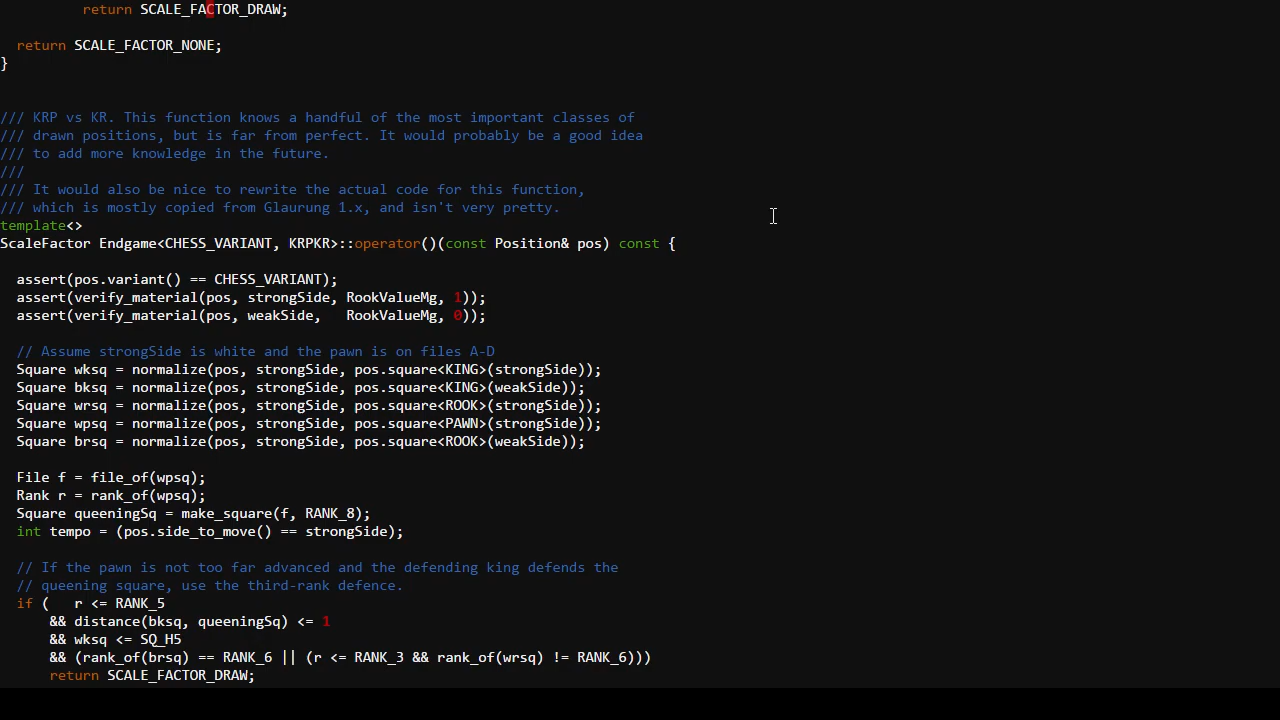 return SCALE_FACTOR_DRAW;
return SCALE_FACTOR_NONE;
}
/// KRP vs KR. This function knows a handful of the most important classes of
/// drawn positions, but is far from perfect. It would probably be a good idea
/// to add more knowledge in the future.
///
/// It would also be nice to rewrite the actual code for this function,
/// which is mostly copied from Glaurung 1.x, and isn't very pretty.
template<>
ScaleFactor Endgame<CHESS_VARIANT, KRPKR>::operator()(const Position& pos) const {
assert(pos.variant() == CHESS_VARIANT);
assert(verify_material(pos, strongSide, RookValueMg, 1));
assert(verify_material(pos, weakSide,   RookValueMg, 0));
// Assume strongSide is white and the pawn is on files A-D
Square wksq = normalize(pos, strongSide, pos.square<KING>(strongSide));
Square bksq = normalize(pos, strongSide, pos.square<KING>(weakSide));
Square wrsq = normalize(pos, strongSide, pos.square<ROOK>(strongSide));
Square wpsq = normalize(pos, strongSide, pos.square<PAWN>(strongSide));
Square brsq = normalize(pos, strongSide, pos.square<ROOK>(weakSide));
File f = file_of(wpsq);
Rank r = rank_of(wpsq);
Square queeningSq = make_square(f, RANK_8);
int tempo = (pos.side_to_move() == strongSide);
// If the pawn is not too far advanced and the defending king defends the
// queening square, use the third-rank defence.
if (   r <= RANK_5
&& distance(bksq, queeningSq) <= 1
&& wksq <= SQ_H5
&& (rank_of(brsq) == RANK_6 || (r <= RANK_3 && rank_of(wrsq) != RANK_6)))
return SCALE_FACTOR_DRAW;